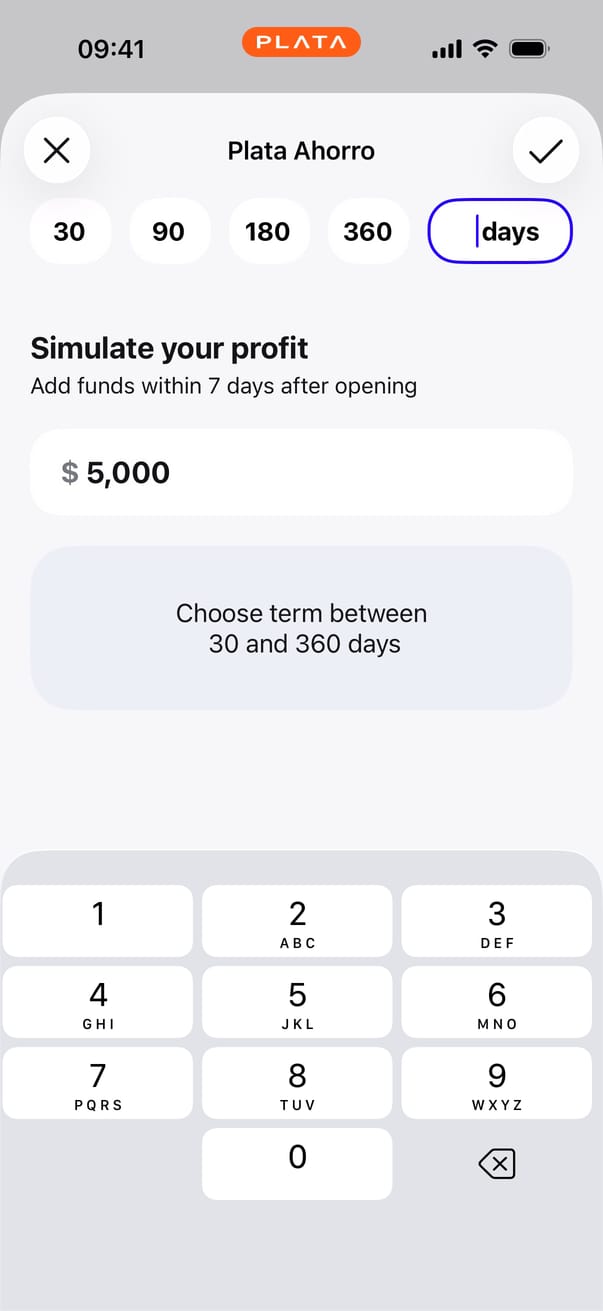 09:41
PLATA
Plata Ahorro
30 90 180 360 days
Simulate your profit
Add funds within 7 days after opening
$ 5,000
Choose term between
30 and 360 days
1 2 3
ABC DEF
4 5 6
GHI JKL MNO
7 8 9
PQRS TUV WXYZ
0